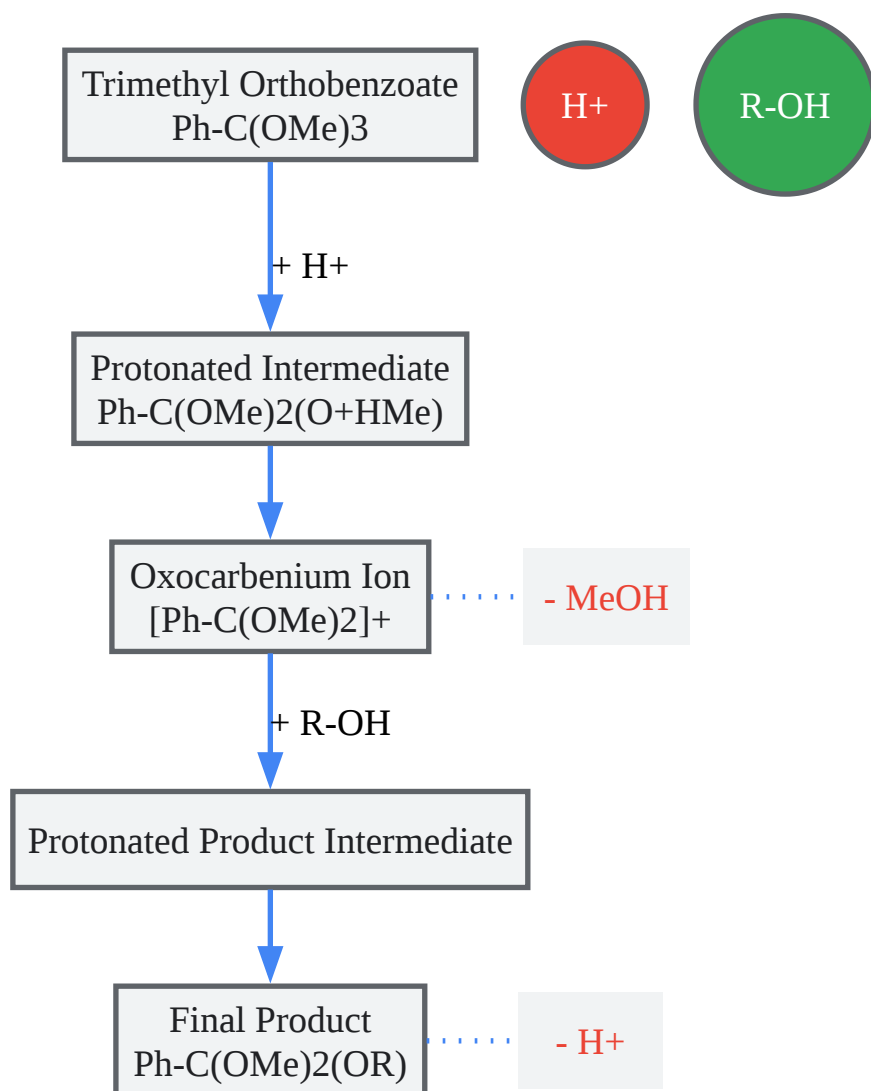 Trimethyl Orthobenzoate
Ph-C(OMe)3
H+
R-OH
+ H+
Protonated Intermediate
Ph-C(OMe)2(O+HMe)
Oxocarbenium Ion
[Ph-C(OMe)2]+
- MeOH
+ R-OH
Protonated Product Intermediate
Final Product
Ph-C(OMe)2(OR)
- H+